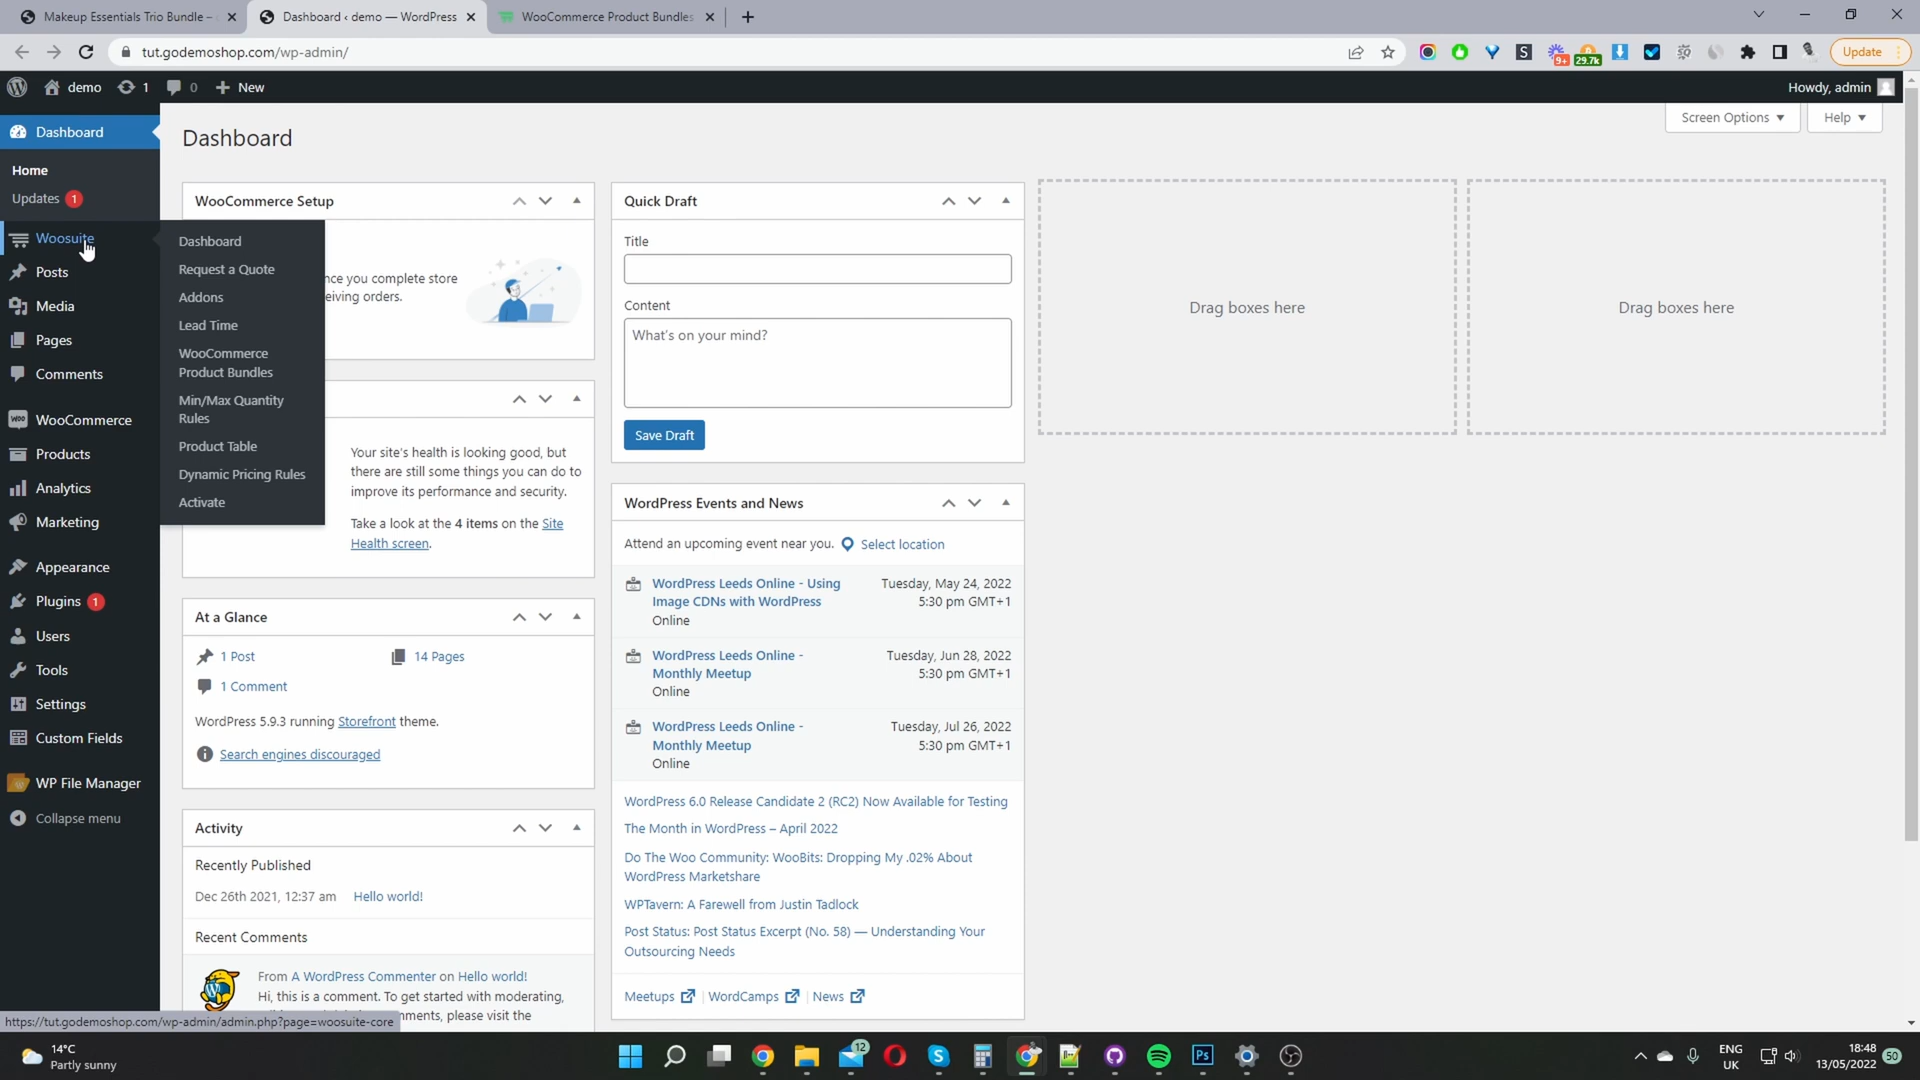 Makeup Essentials Trio Bundle –
Dashboard ‹ demo — WordPress
WooCommerce Product Bundles
tut.godemoshop.com/wp-admin/
9+
29.7k
Update
demo
1
0
New
Howdy, admin
Dashboard
Home
Updates 1
Woosuite
Posts
Media
Pages
Comments
WooCommerce
Products
Analytics
Marketing
Appearance
Plugins 1
Users
Tools
Settings
Custom Fields
WP File Manager
Collapse menu
Dashboard
Request a Quote
Addons
Lead Time
WooCommerce
Product Bundles
Min/Max Quantity
Rules
Product Table
Dynamic Pricing Rules
Activate
Dashboard
Screen Options
Help
WooCommerce Setup
nce you complete store
eiving orders.
Your site's health is looking good, but
there are still some things you can do to
improve its performance and security.
Take a look at the 4 items on the Site
Health screen.
At a Glance
1 Post
14 Pages
1 Comment
WordPress 5.9.3 running Storefront theme.
Search engines discouraged
Activity
Recently Published
Dec 26th 2021, 12:37 am Hello world!
Recent Comments
From A WordPress Commenter on Hello world!
Hi, this is a comment. To get started with moderating,
mments, please visit the
Quick Draft
Title
Content
What's on your mind?
Save Draft
WordPress Events and News
Attend an upcoming event near you. Select location
WordPress Leeds Online - Using
Image CDNs with WordPress
Online
Tuesday, May 24, 2022
5:30 pm GMT+1
WordPress Leeds Online -
Monthly Meetup
Online
Tuesday, Jun 28, 2022
5:30 pm GMT+1
WordPress Leeds Online -
Monthly Meetup
Online
Tuesday, Jul 26, 2022
5:30 pm GMT+1
WordPress 6.0 Release Candidate 2 (RC2) Now Available for Testing
The Month in WordPress – April 2022
Do The Woo Community: WooBits: Dropping My .02% About
WordPress Marketshare
WPTavern: A Farewell from Justin Tadlock
Post Status: Post Status Excerpt (No. 58) — Understanding Your
Outsourcing Needs
Meetups | WordCamps | News
Drag boxes here
Drag boxes here
https://tut.godemoshop.com/wp-admin/admin.php?page=woosuite-core
14°C
Partly sunny
12
Ps
ENG
UK
18:48
13/05/2022
50